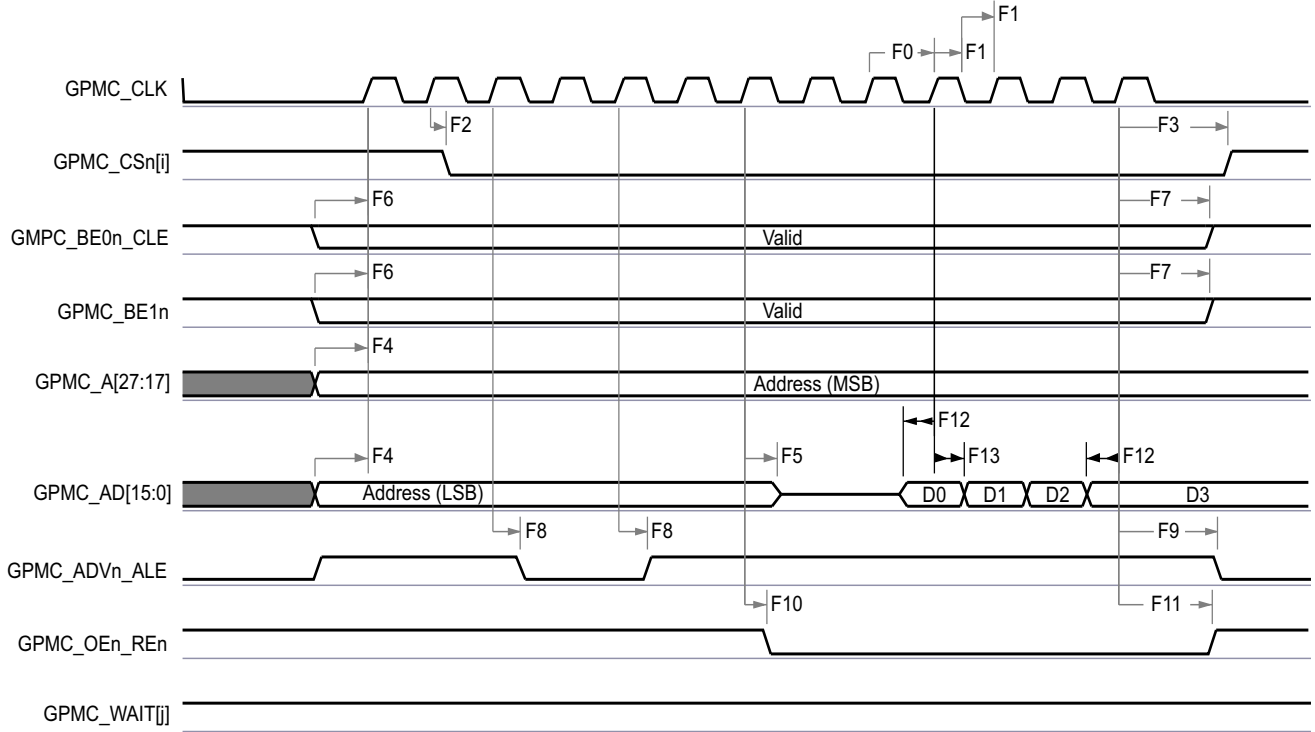 F1
F0 F1
GPMC_CLK
F2 F3
GPMC_CSn[i]
F6 F7
GMPC_BE0n_CLE Valid
F6 F7
GPMC_BE1n Valid
F4
GPMC_A[27:17] Address (MSB)
F12
F4 F5 F13 F12
GPMC_AD[15:0] Address (LSB) D0 D1 D2 D3
F8 F8 F9
GPMC_ADVn_ALE
F10 F11
GPMC_OEn_REn
GPMC_WAIT[j]